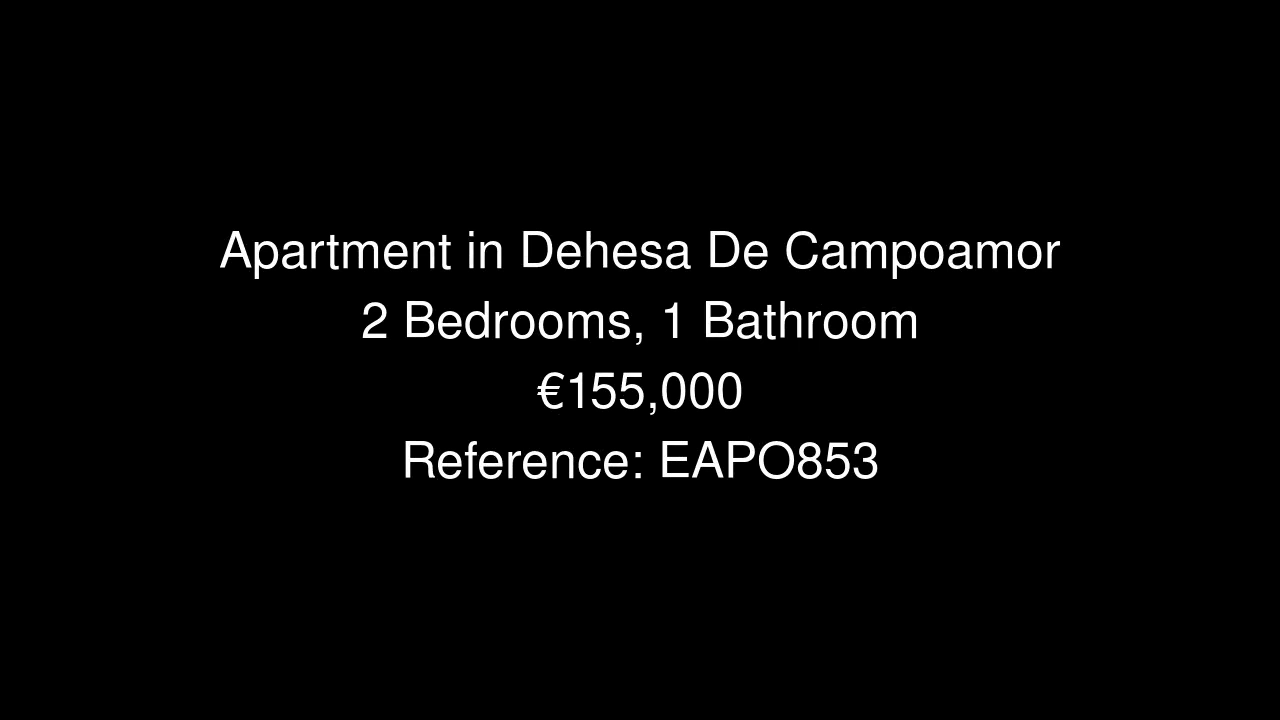 Apartment in Dehesa De Campoamor
2 Bedrooms, 1 Bathroom
€155,000
Reference: EAPO853